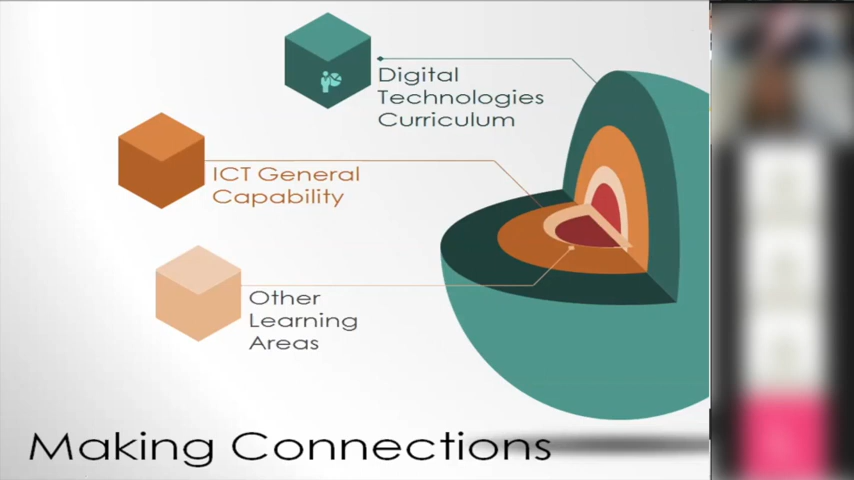 Digital
Technologies
Curriculum
ICT General
Capability
Other
Learning
Areas
Making Connections